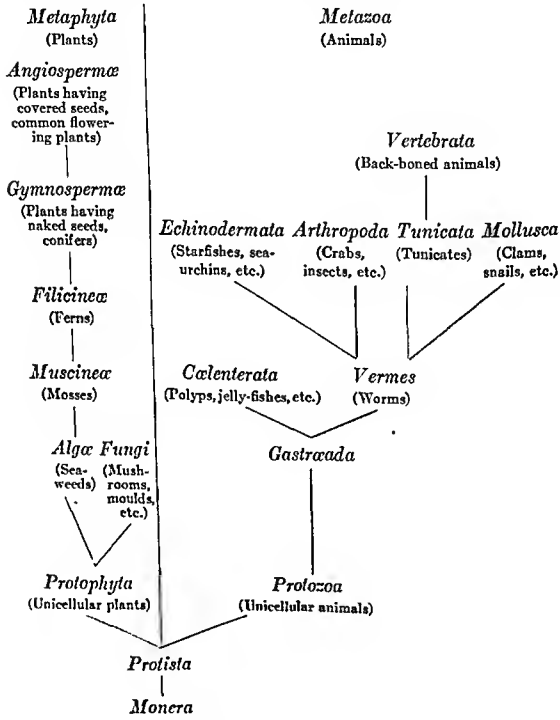 Metaphyta
(Plants)
Angiospermæ
(Plants having
covered seeds,
common flower-
ing plants)
Gymnospermæ
(Plants having
naked seeds,
conifers)
Filicineæ
(Ferns)
Muscineæ
(Mosses)
Algæ Fungi
(Sea-
weeds)
(Mush-
rooms,
moulds,
etc.)
Protophyta
(Unicellular plants)
Metazoa
(Animals)
Vertebrata
(Back-boned animals)
Echinodermata
(Starfishes, sea-
urchins, etc.)
Arthropoda
(Crabs,
insects, etc.)
Tunicata
(Tunicates)
Mollusca
(Clams,
snails, etc.)
Cœlenterata
(Polyps, jelly-fishes, etc.)
Vermes
(Worms)
Gastræada
Protozoa
(Unicellular animals)
Protista
Monera